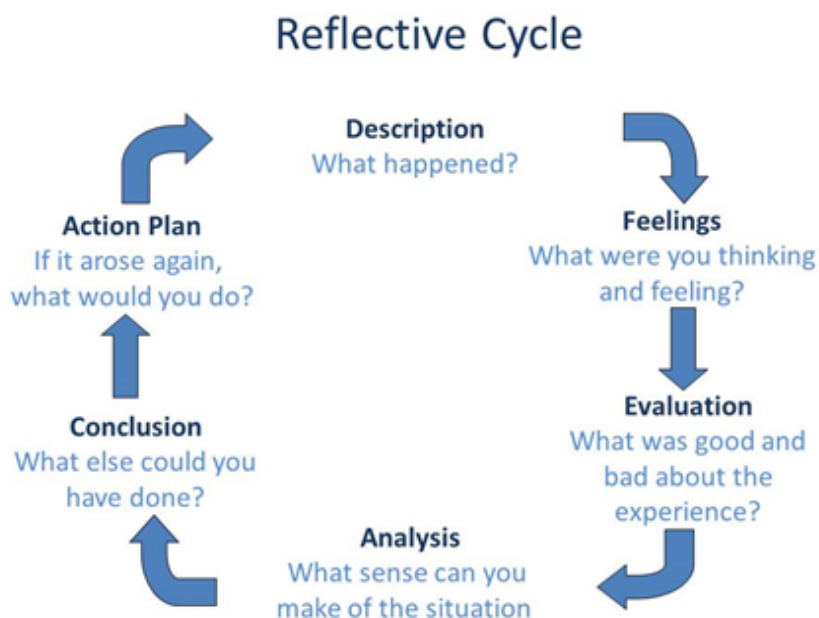 Reflective Cycle
Description
What happened?
Feelings
What were you thinking
and feeling?
Evaluation
What was good and
bad about the
experience?
Analysis
What sense can you
make of the situation
Conclusion
What else could you
have done?
Action Plan
If it arose again,
what would you do?